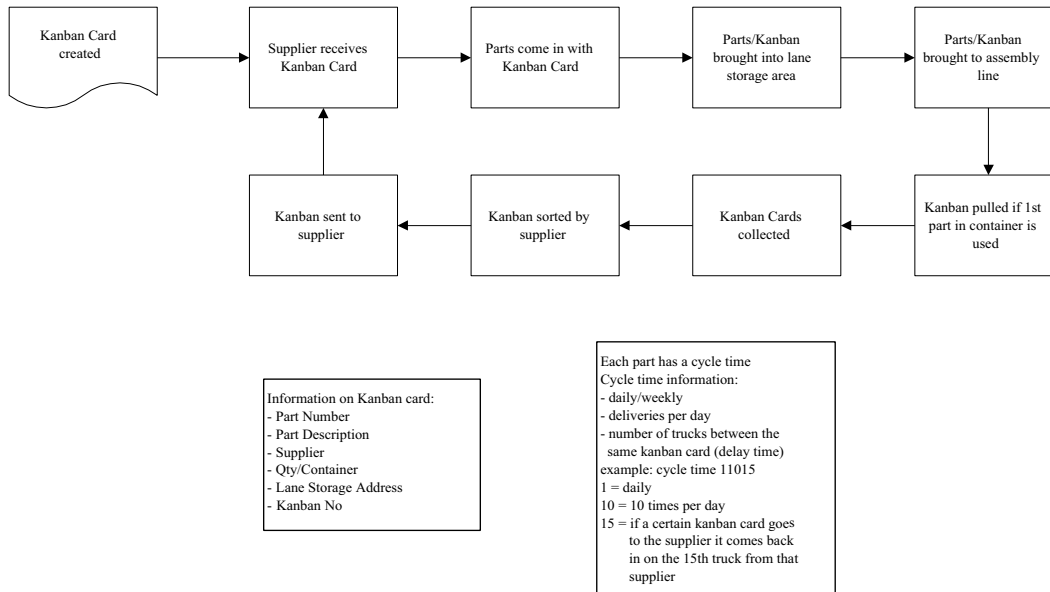 Kanban Card
created
Supplier receives
Kanban Card
Parts come in with
Kanban Card
Parts/Kanban
brought into lane
storage area
Parts/Kanban
brought to assembly
line
Kanban sent to
supplier
Kanban sorted by
supplier
Kanban Cards
collected
Kanban pulled if 1st
part in container is
used
Information on Kanban card:
- Part Number
- Part Description
- Supplier
- Qty/Container
- Lane Storage Address
- Kanban No
Each part has a cycle time
Cycle time information:
- daily/weekly
- deliveries per day
- number of trucks between the
same kanban card (delay time)
example: cycle time 11015
1 = daily
10 = 10 times per day
15 = if a certain kanban card goes
to the supplier it comes back
in on the 15th truck from that
supplier